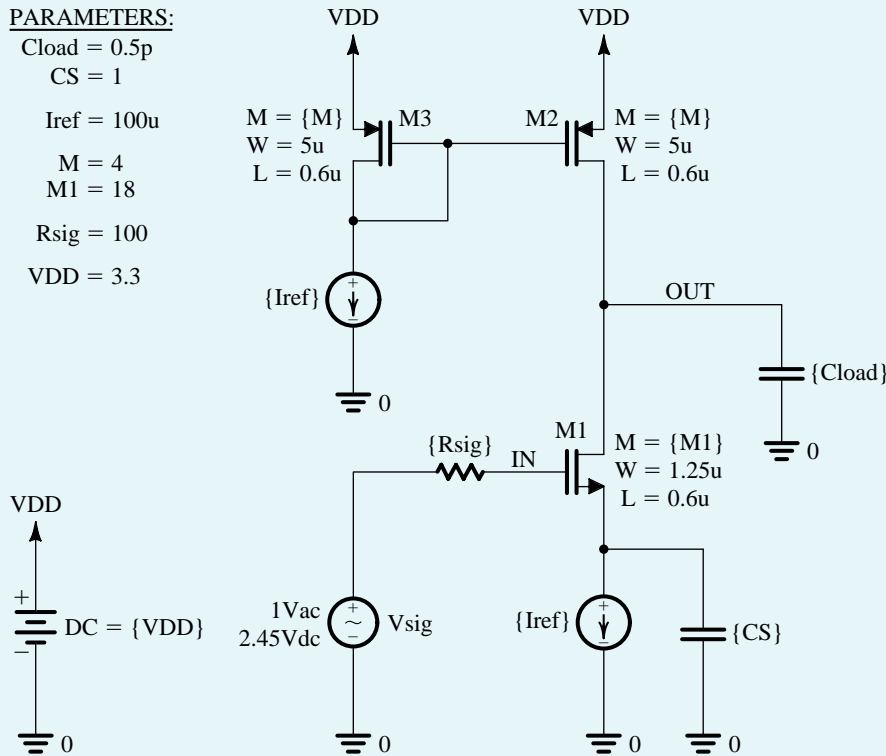 PARAMETERS:
Cload = 0.5p
CS = 1
Iref = 100u
M = 4
M1 = 18
Rsig = 100
VDD = 3.3
VDD
VDD
M = {M}
W = 5u
L = 0.6u
M3
M2
M = {M}
W = 5u
L = 0.6u
+
{Iref}
−
0
OUT
{Cload}
0
{Rsig}
IN
M1
M = {M1}
W = 1.25u
L = 0.6u
VDD
+
−
DC = {VDD}
0
1Vac
2.45Vdc
+
~
−
Vsig
0
{Iref}
+
−
0
{CS}
0